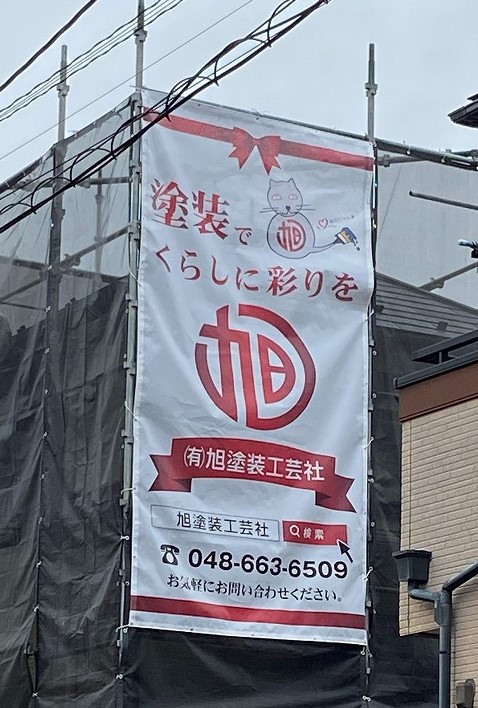 塗装で
旭
くらしに彩りを
旭
(有)旭塗装工芸社
旭塗装工芸社 検索
048-663-6509
お気軽にお問い合わせください。